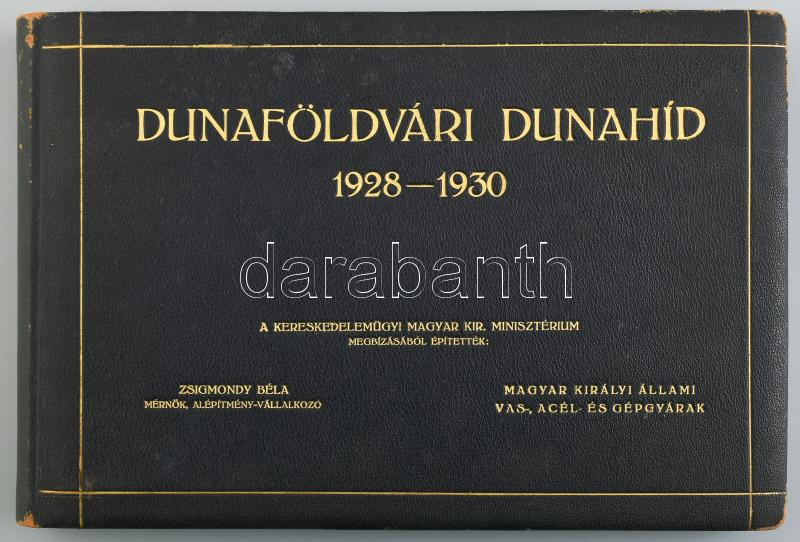 DUNAFÖLDVÁRI DUNAHÍD
1928—1930
darabanth
A KERESKEDELEMÜGYI MAGYAR KIR. MINISZTÉRIUM
MEGBÍZÁSÁBÓL ÉPÍTETTÉK:
ZSIGMONDY BÉLA
MÉRNÖK, ALÉPÍTMÉNY-VÁLLALKOZÓ
MAGYAR KIRÁLYI ÁLLAMI
VAS-, ACÉL- ÉS GÉPGYÁRAK